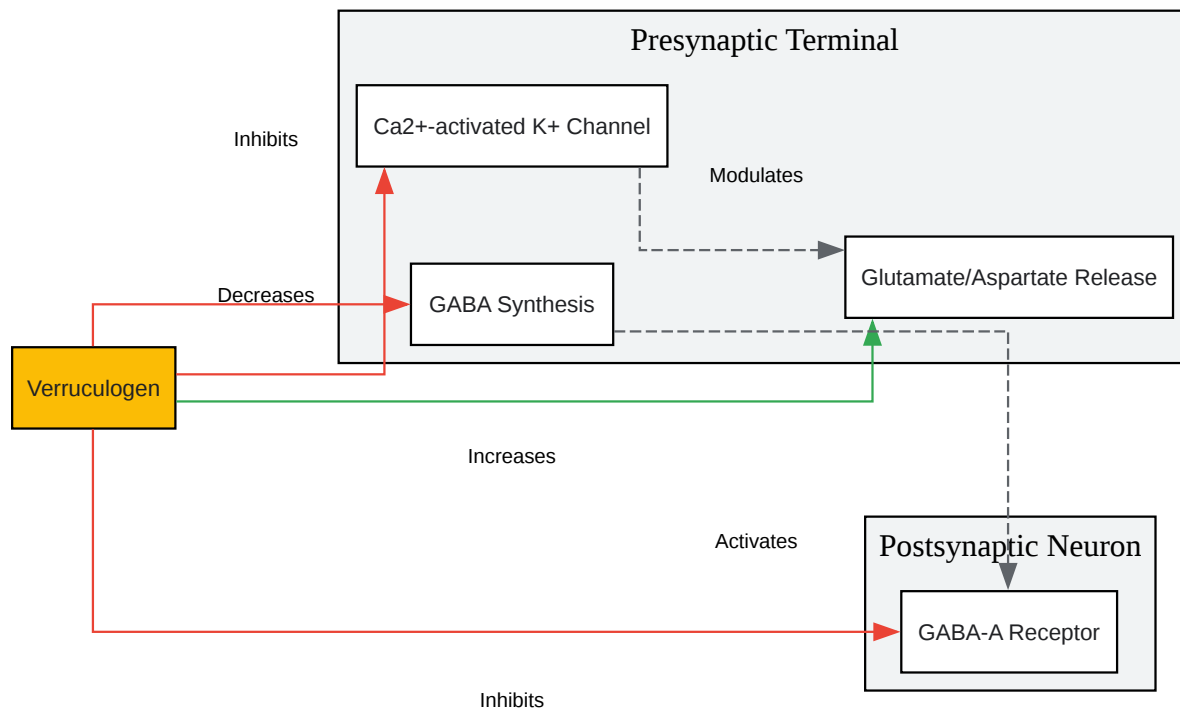 Presynaptic Terminal
Ca2+-activated K+ Channel
Inhibits
Modulates
Glutamate/Aspartate Release
Decreases
GABA Synthesis
Verruculogen
Increases
Activates
Postsynaptic Neuron
GABA-A Receptor
Inhibits